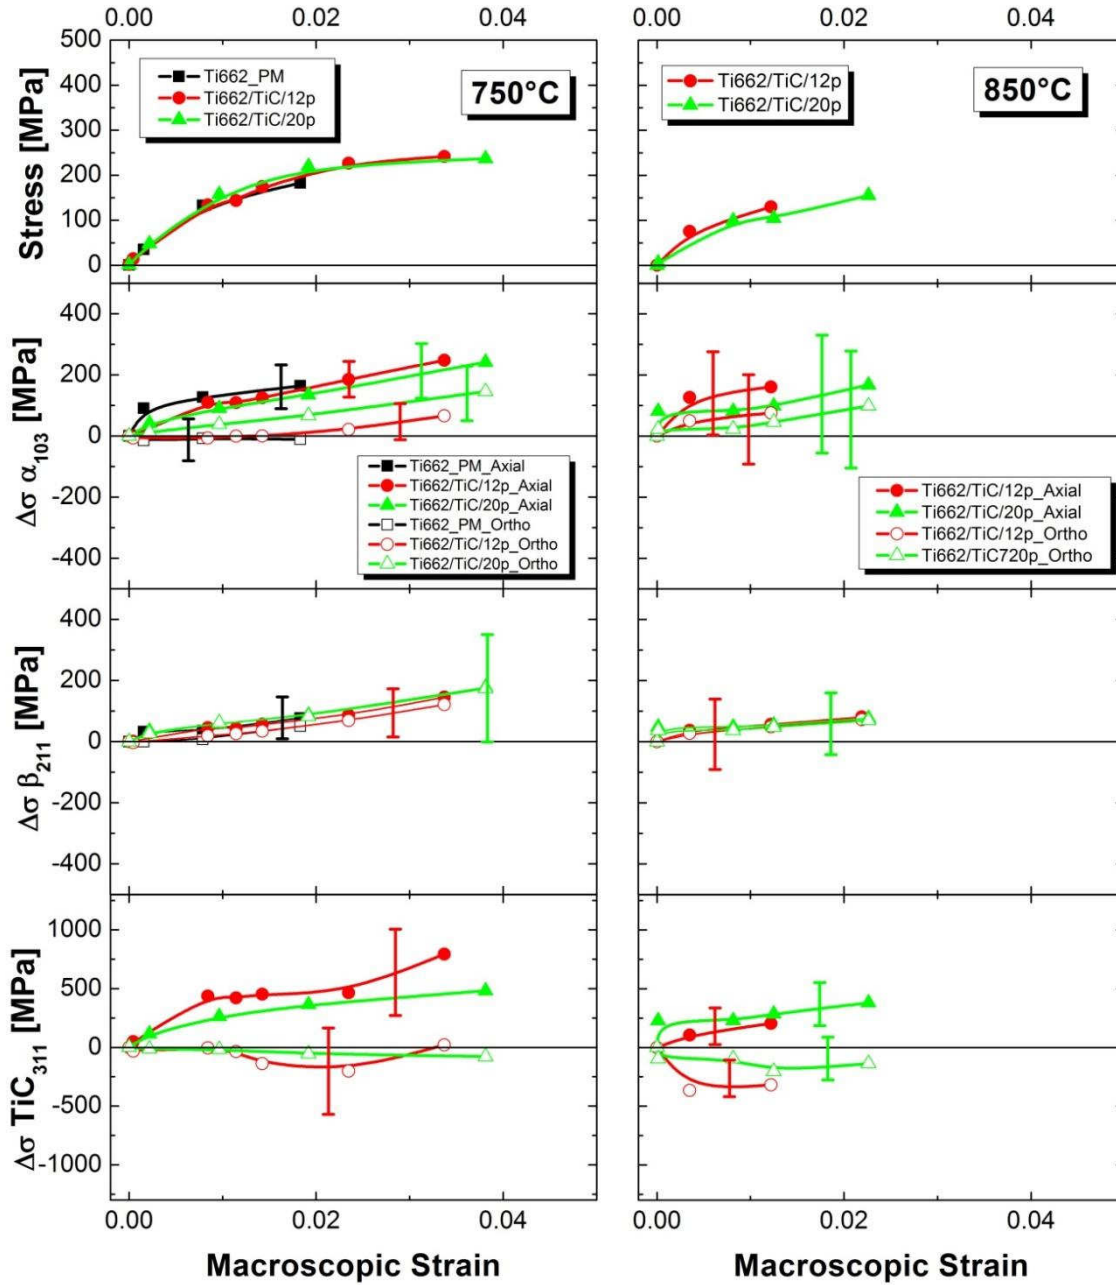 0.00 0.02 0.04 0.00 0.02 0.04
500
400
300
200
100
0
Stress [MPa]
Ti662_PM
Ti662/TiC/12p
Ti662/TiC/20p
750°C
Ti662/TiC/12p
Ti662/TiC/20p
850°C
400
200
0
-200
-400
Δσ α103 [MPa]
Ti662_PM_Axial
Ti662/TiC/12p_Axial
Ti662/TiC/20p_Axial
Ti662_PM_Ortho
Ti662/TiC/12p_Ortho
Ti662/TiC/20p_Ortho
Ti662/TiC/12p_Axial
Ti662/TiC/20p_Axial
Ti662/TiC/12p_Ortho
Ti662/TiC720p_Ortho
400
200
0
-200
-400
Δσ β211 [MPa]
1000
500
0
-500
-1000
Δσ TiC311 [MPa]
0.00 0.02 0.04 0.00 0.02 0.04
Macroscopic Strain Macroscopic Strain